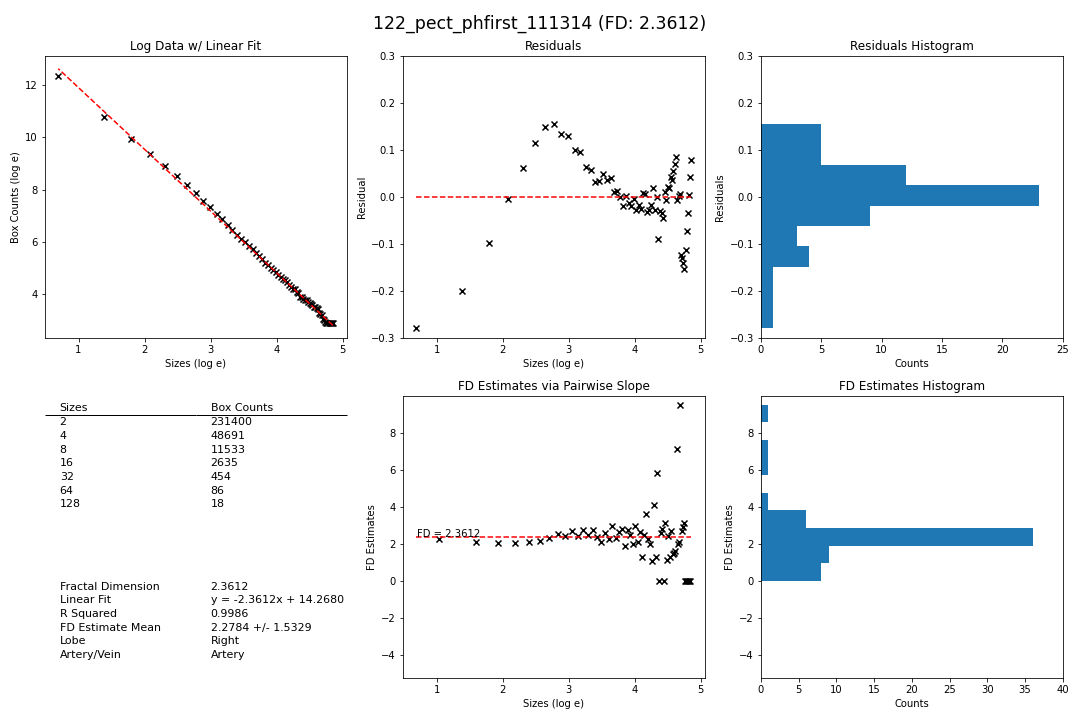 122_pect_phfirst_111314 (FD: 2.3612)
Log Data w/ Linear Fit
12
10
8
6
4
Box Counts (log e)
1 2 3 4 5
Sizes (log e)
Residuals
0.3
0.2
0.1
0.0
−0.1
−0.2
−0.3
Residual
1 2 3 4 5
Sizes (log e)
Residuals Histogram
0.3
0.2
0.1
0.0
−0.1
−0.2
−0.3
Residuals
0 5 10 15 20 25
Counts
Sizes Box Counts
2 231400
4 48691
8 11533
16 2635
32 454
64 86
128 18
Fractal Dimension 2.3612
Linear Fit y = -2.3612x + 14.2680
R Squared 0.9986
FD Estimate Mean 2.2784 +/- 1.5329
Lobe Right
Artery/Vein Artery
FD Estimates via Pairwise Slope
8
6
4
2
0
−2
−4
FD Estimates
FD = 2.3612
1 2 3 4 5
Sizes (log e)
FD Estimates Histogram
8
6
4
2
0
−2
−4
FD Estimates
0 5 10 15 20 25 30 35 40
Counts